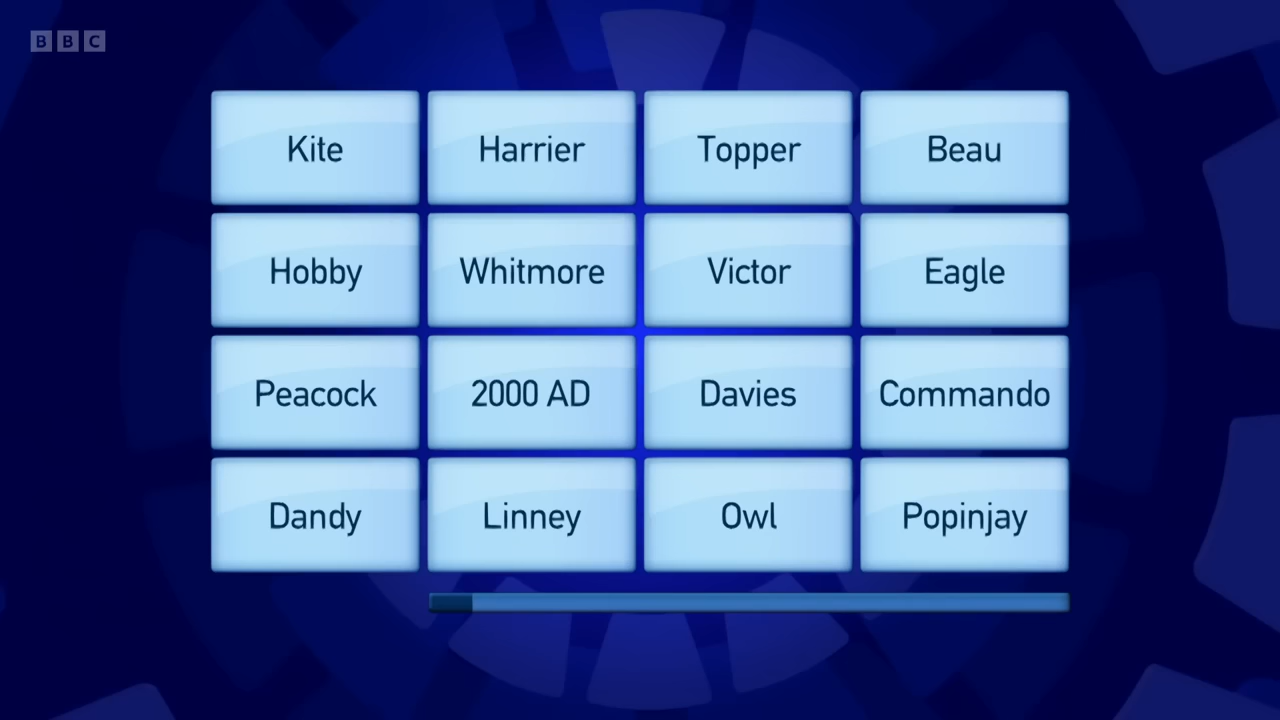 BBC
Kite
Harrier
Topper
Beau
Hobby
Whitmore
Victor
Eagle
Peacock
2000 AD
Davies
Commando
Dandy
Linney
Owl
Popinjay